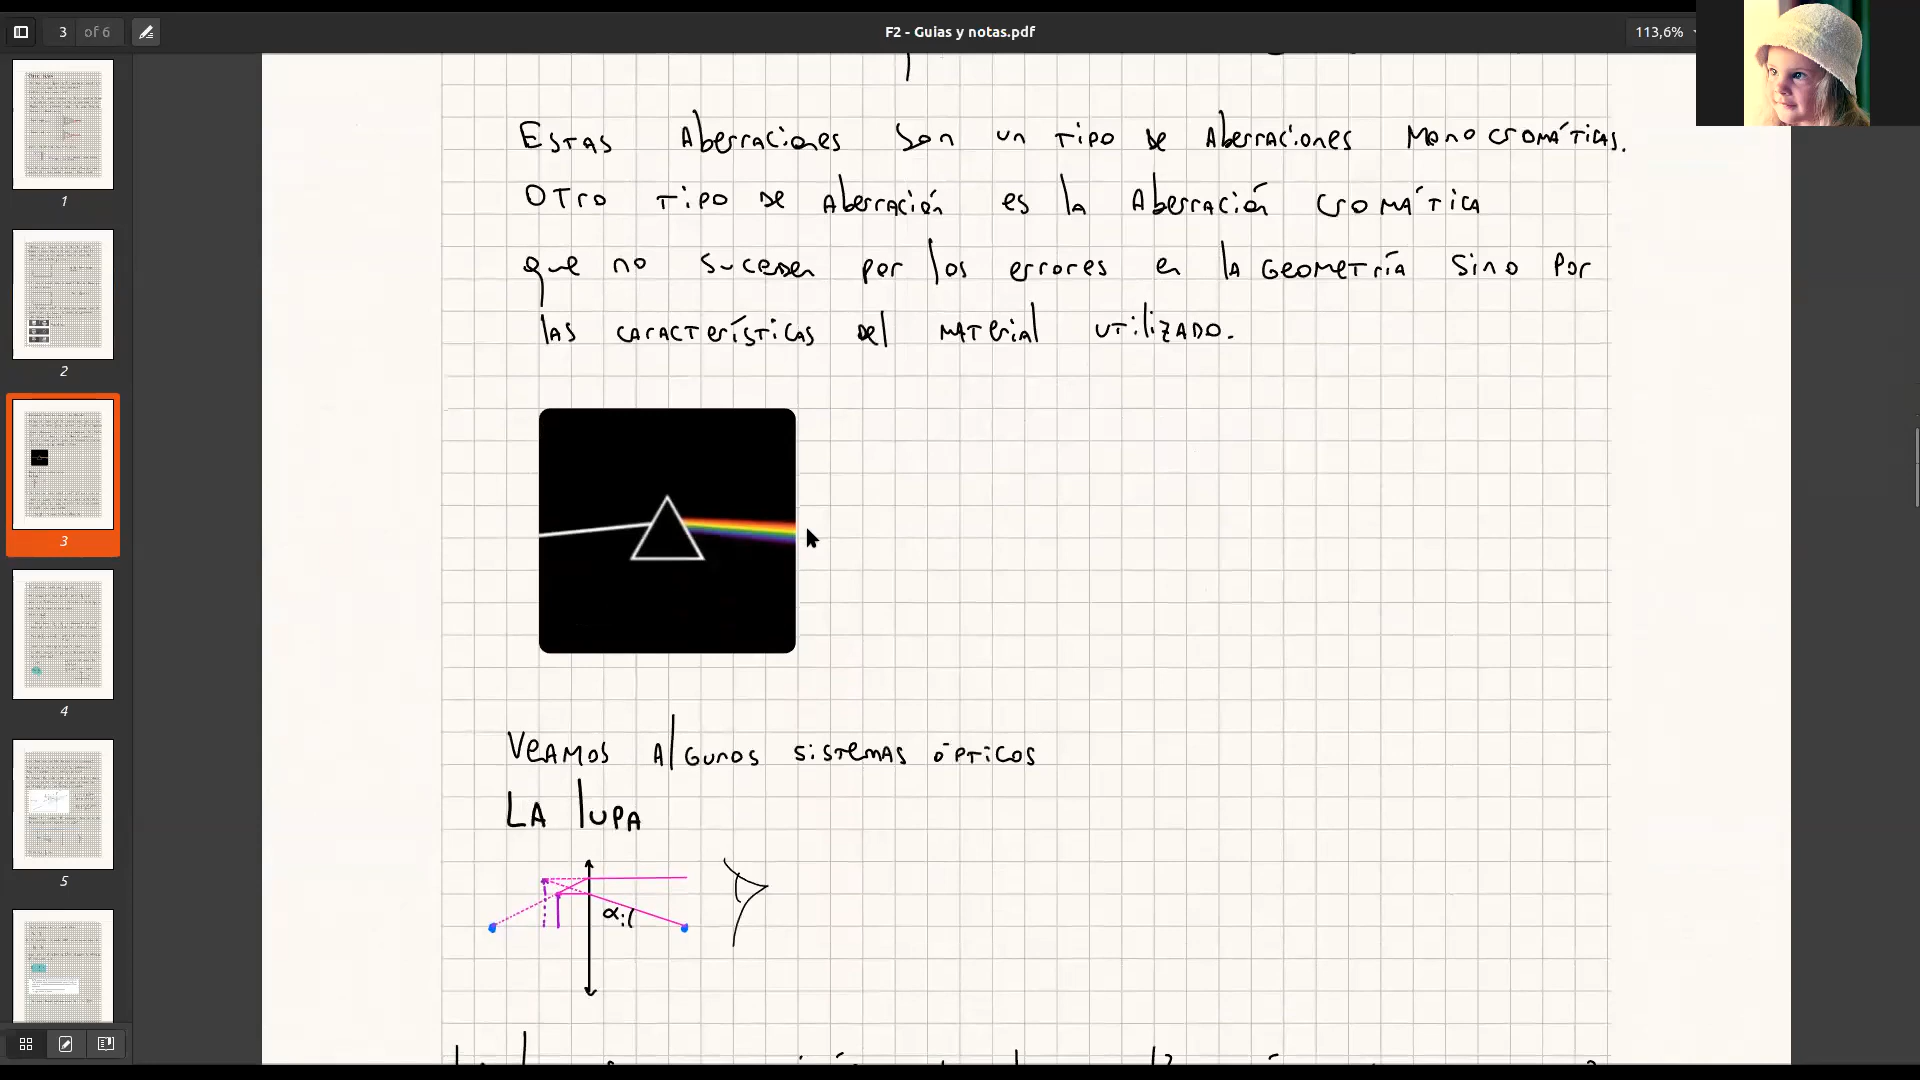 3 of 6
F2 - Guias y notas.pdf
113,6%
1
2
3
4
5
Estas aberraciones son un tipo de aberraciones monocromáticas.
Otro tipo de aberración es la aberración cromática
que no suceden por los errores en la geometría sino por
las características del material utilizado.
Veamos algunos sistemas ópticos
La lupa
αi